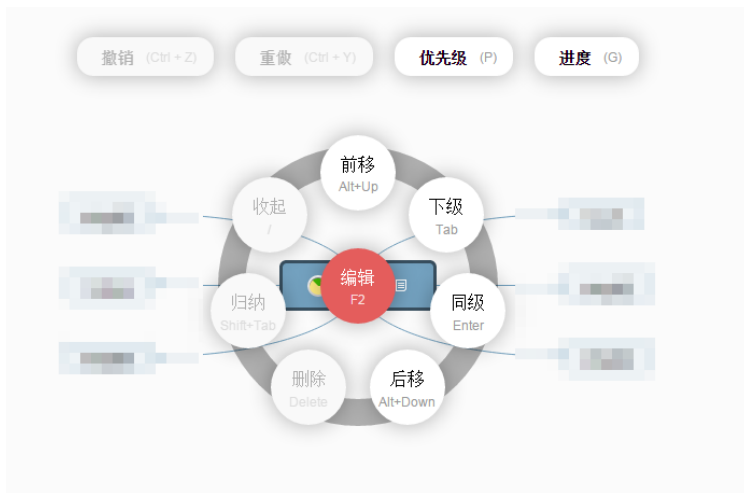 撤销 (Ctrl + Z) 重做 (Ctrl + Y) 优先级 (P) 进度 (G)
前移
Alt+Up
收起
/
下级
Tab
编辑
F2
归纳
Shift+Tab
同级
Enter
删除
Delete
后移
Alt+Down